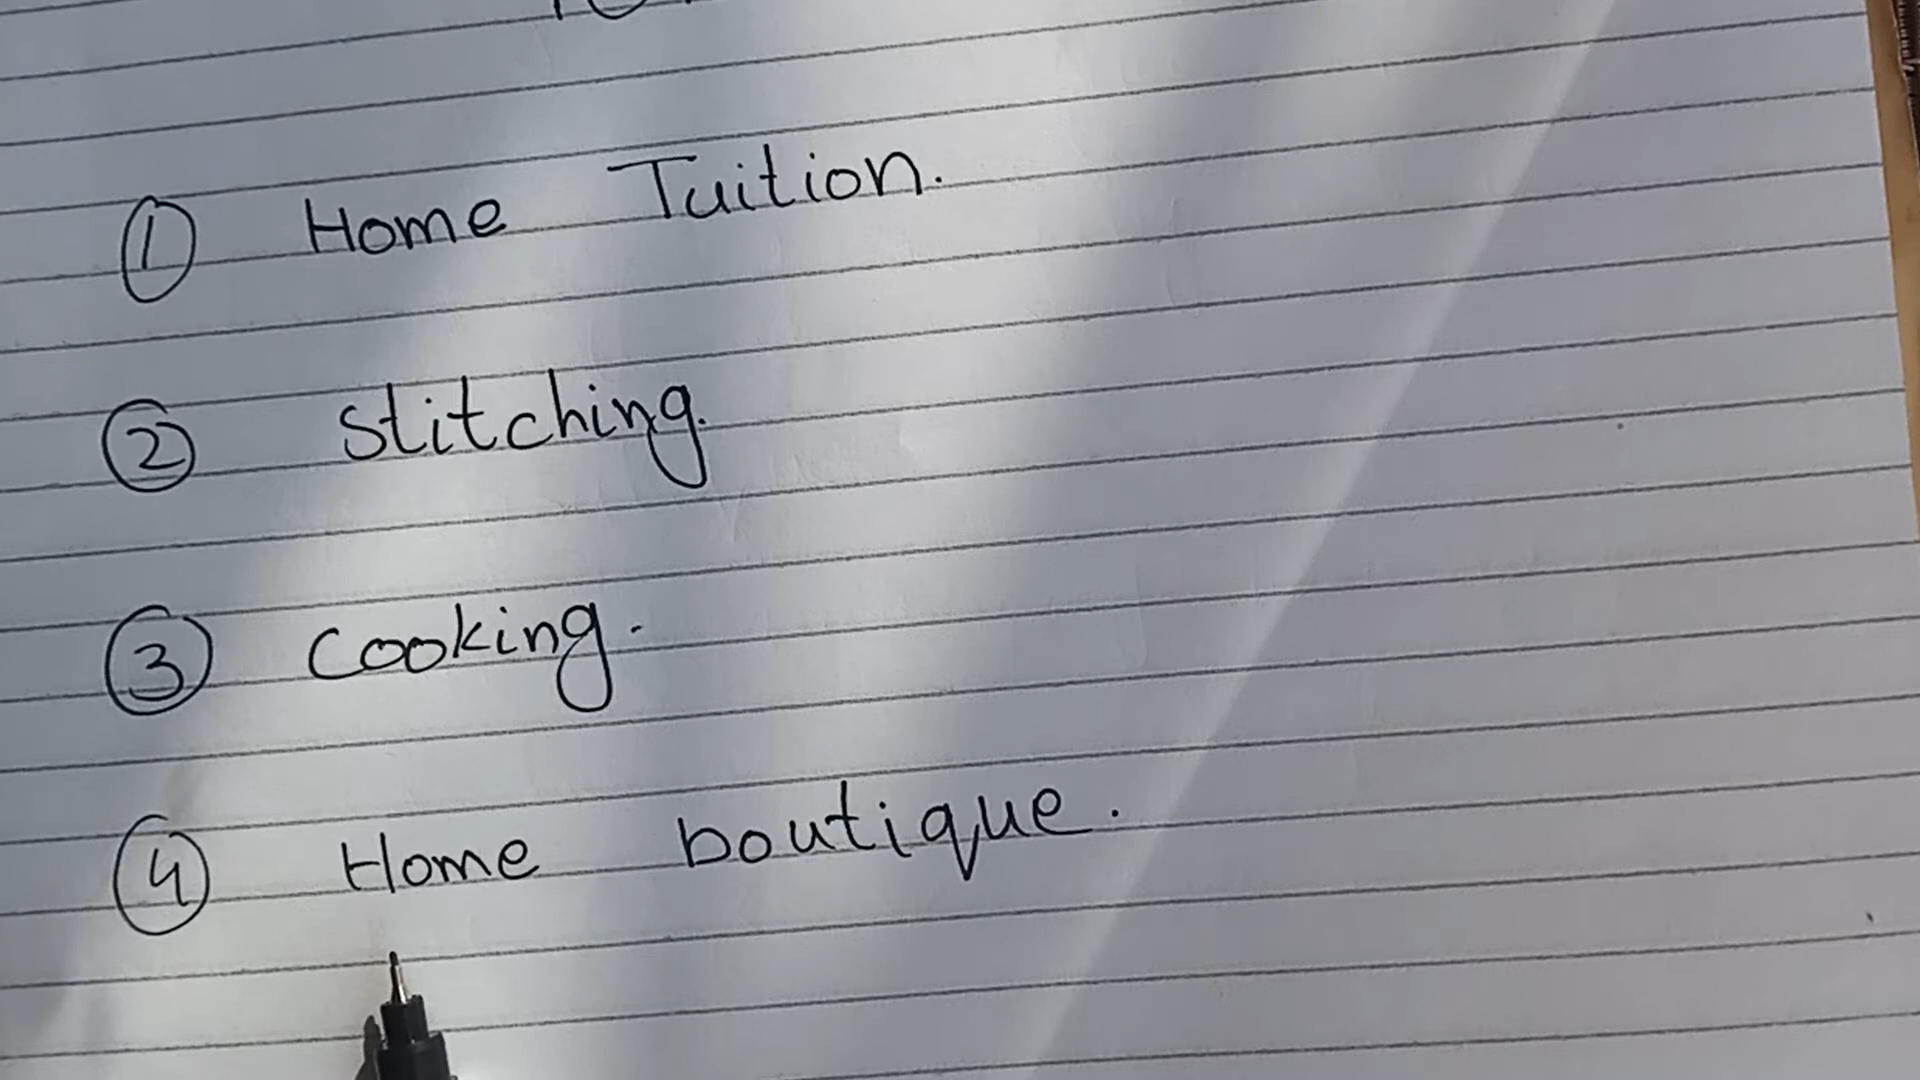 ① Home Tuition.
② Stitching.
③ Cooking.
④ Home boutique.